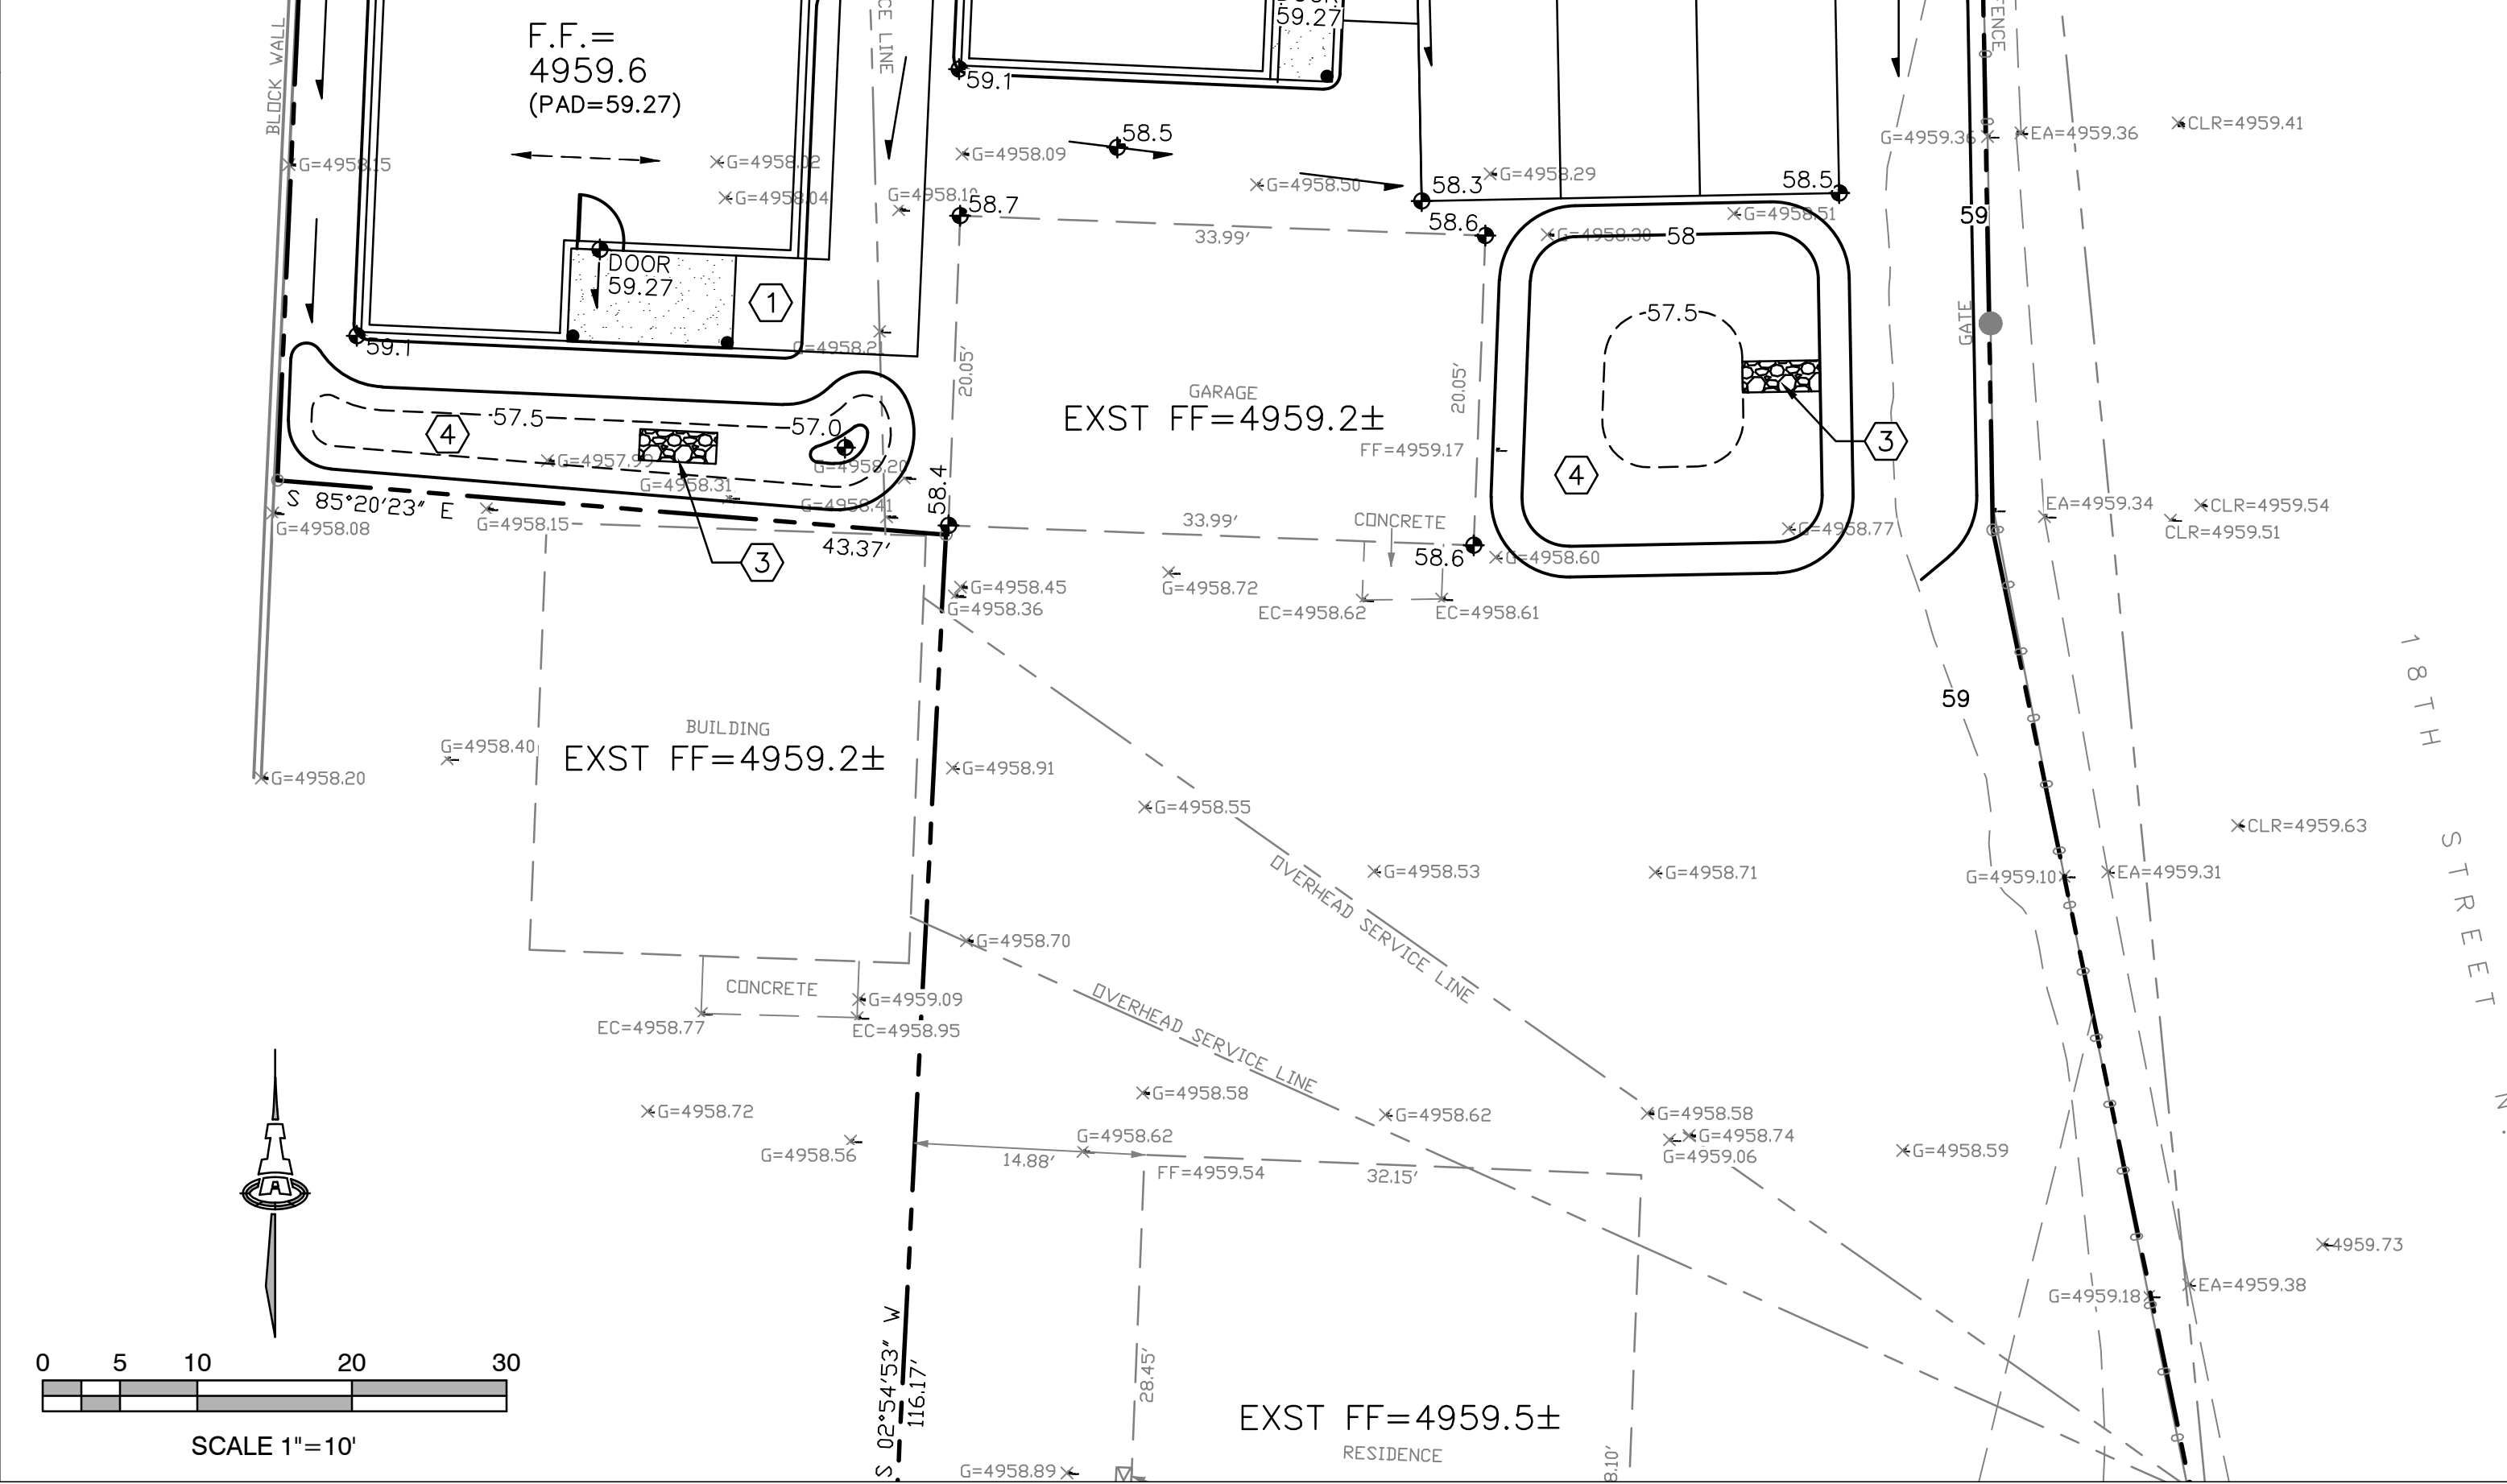 BLOCK WALL
F.F.=
4959.6
(PAD=59.27)
CE LINE
59.27
59.1
58.5
FENCE
G=4959.36
EA=4959.36
CLR=4959.41
G=4958.15
G=4958.02
G=4958.04
G=4958.09
G=4958.50
58.3
G=4958.29
58.5
58.7
58.6
G=4958.51
G=4958.30
58
59
33.99'
DOOR
59.27
1
59.1
G=4958.21
20.05'
GARAGE
EXST FF=4959.2±
20.05'
FF=4959.17
57.5
GATE
3
4
57.5
57.0
4
G=4957.99
G=4958.20
G=4958.31
G=4958.41
58.4
S 85°20'23" E
G=4958.08
G=4958.15
43.37'
3
33.99'
CONCRETE
58.6
G=4958.60
G=4958.77
EA=4959.34
CLR=4959.54
CLR=4959.51
G=4958.45
G=4958.36
G=4958.72
EC=4958.62
EC=4958.61
18TH STREET N.
59
BUILDING
EXST FF=4959.2±
G=4958.40
G=4958.20
G=4958.91
G=4958.55
CLR=4959.63
OVERHEAD SERVICE LINE
G=4958.53
G=4958.71
G=4959.10
EA=4959.31
G=4958.70
CONCRETE
G=4959.09
EC=4958.77
EC=4958.95
OVERHEAD SERVICE LINE
G=4958.72
G=4958.56
G=4958.58
G=4958.62
G=4958.62
G=4958.58
G=4958.74
G=4959.06
G=4958.59
14.88'
FF=4959.54
32.15'
4959.73
G=4959.18
EA=4959.38
S 02°54'53" W
116.17'
28.45'
EXST FF=4959.5±
RESIDENCE
8.10'
G=4958.89
0 5 10 20 30
SCALE 1"=10'